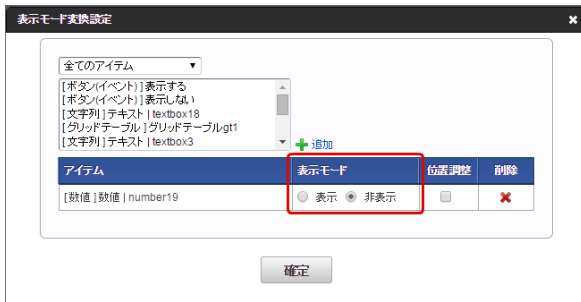 表示モード変換設定
全てのアイテム
[ボタン(イベント)]表示する
[ボタン(イベント)]表示しない
[文字列]テキスト | textbox18
[グリッドテーブル]グリッドテーブルgt1
[文字列]テキスト | textbox3
追加
アイテム 表示モード 位置調整 削除
[数値]数値 | number19 表示 非表示
確定